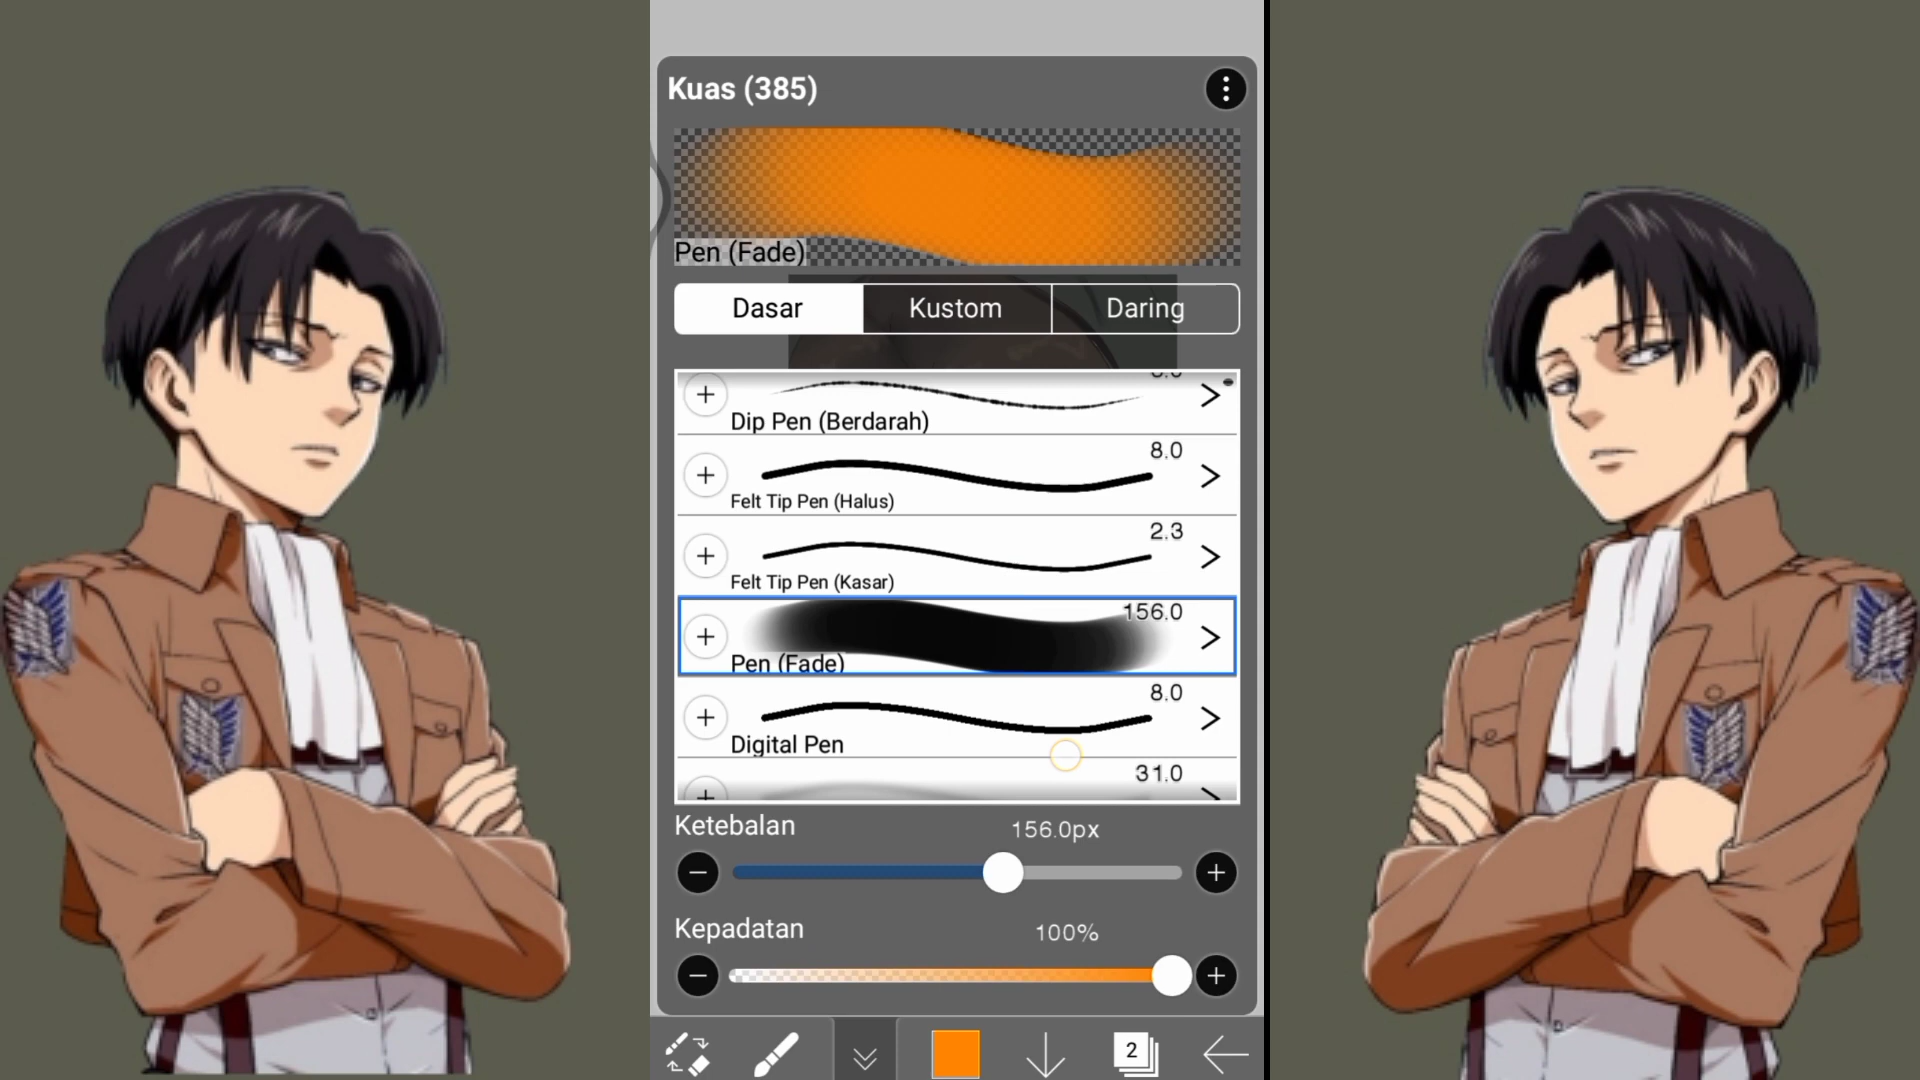 Kuas (385)
Pen (Fade)
Dasar
Kustom
Daring
Dip Pen (Berdarah)
8.0
Felt Tip Pen (Halus)
2.3
Felt Tip Pen (Kasar)
156.0
Pen (Fade)
8.0
Digital Pen
31.0
Ketebalan
156.0px
Kepadatan
100%
2